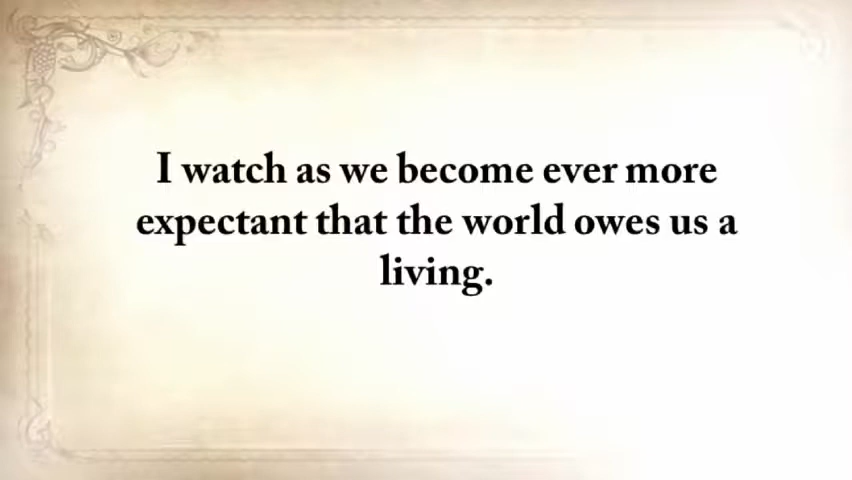 I watch as we become ever more
expectant that the world owes us a
living.